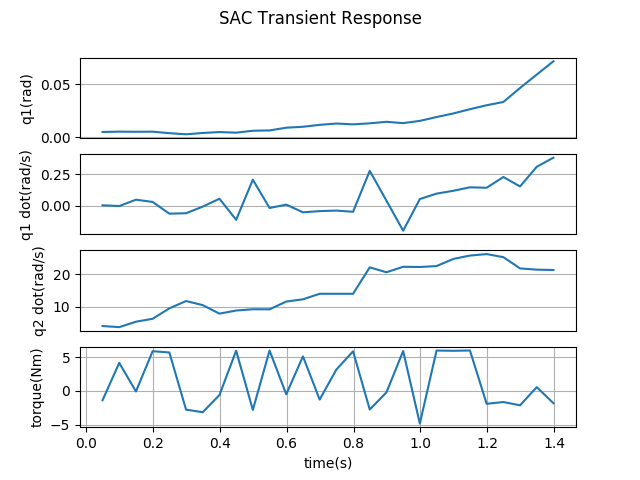 SAC Transient Response
q1(rad)
0.05
0.00
q1 dot(rad/s)
0.25
0.00
q2 dot(rad/s)
20
10
torque(Nm)
5
0
−5
0.0 0.2 0.4 0.6 0.8 1.0 1.2 1.4
time(s)